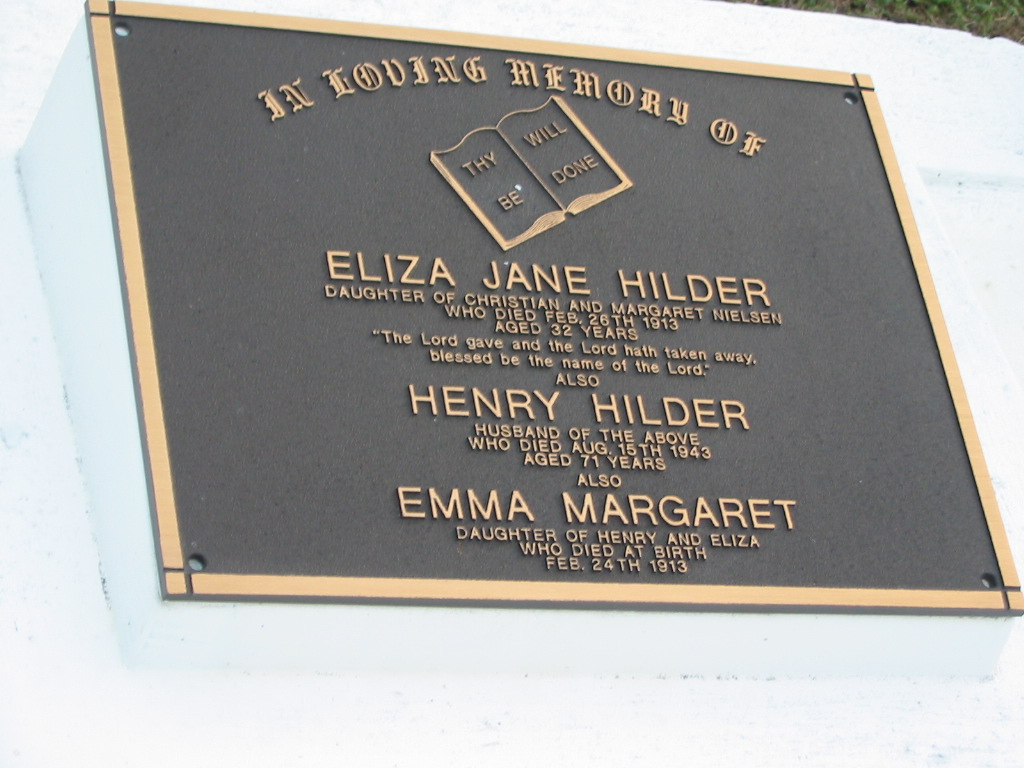 IN LOVING MEMORY OF
THY WILL
BE DONE
ELIZA JANE HILDER
DAUGHTER OF CHRISTIAN AND MARGARET NIELSEN
WHO DIED FEB. 26TH 1913
AGED 32 YEARS
"The Lord gave and the Lord hath taken away,
blessed be the name of the Lord."
ALSO
HENRY HILDER
HUSBAND OF THE ABOVE
WHO DIED AUG. 15TH 1943
AGED 71 YEARS
ALSO
EMMA MARGARET
DAUGHTER OF HENRY AND ELIZA
WHO DIED AT BIRTH
FEB. 24TH 1913